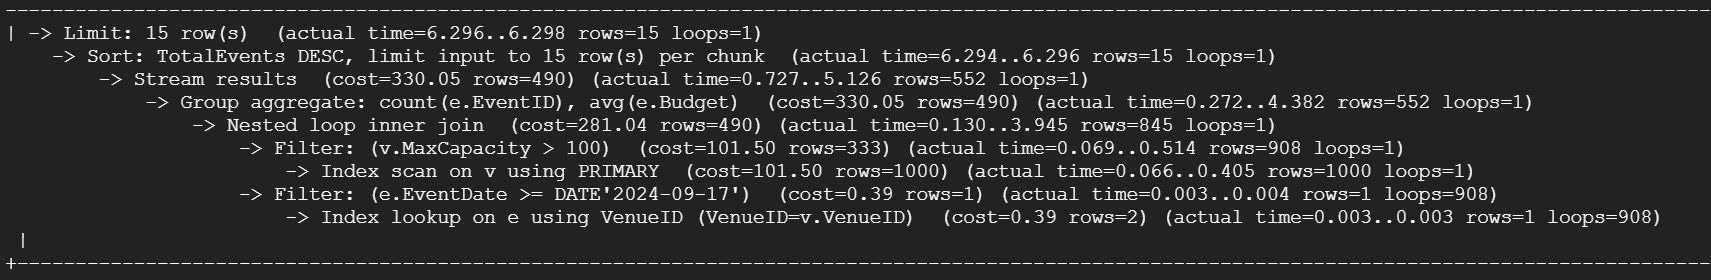 | -> Limit: 15 row(s)  (actual time=6.296..6.298 rows=15 loops=1)
    -> Sort: TotalEvents DESC, limit input to 15 row(s) per chunk  (actual time=6.294..6.296 rows=15 loops=1)
        -> Stream results  (cost=330.05 rows=490) (actual time=0.727..5.126 rows=552 loops=1)
            -> Group aggregate: count(e.EventID), avg(e.Budget)  (cost=330.05 rows=490) (actual time=0.272..4.382 rows=552 loops=1)
                -> Nested loop inner join  (cost=281.04 rows=490) (actual time=0.130..3.945 rows=845 loops=1)
                    -> Filter: (v.MaxCapacity > 100)  (cost=101.50 rows=333) (actual time=0.069..0.514 rows=908 loops=1)
                        -> Index scan on v using PRIMARY  (cost=101.50 rows=1000) (actual time=0.066..0.405 rows=1000 loops=1)
                    -> Filter: (e.EventDate >= DATE'2024-09-17')  (cost=0.39 rows=1) (actual time=0.003..0.004 rows=1 loops=908)
                        -> Index lookup on e using VenueID (VenueID=v.VenueID)  (cost=0.39 rows=2) (actual time=0.003..0.003 rows=1 loops=908)
 |